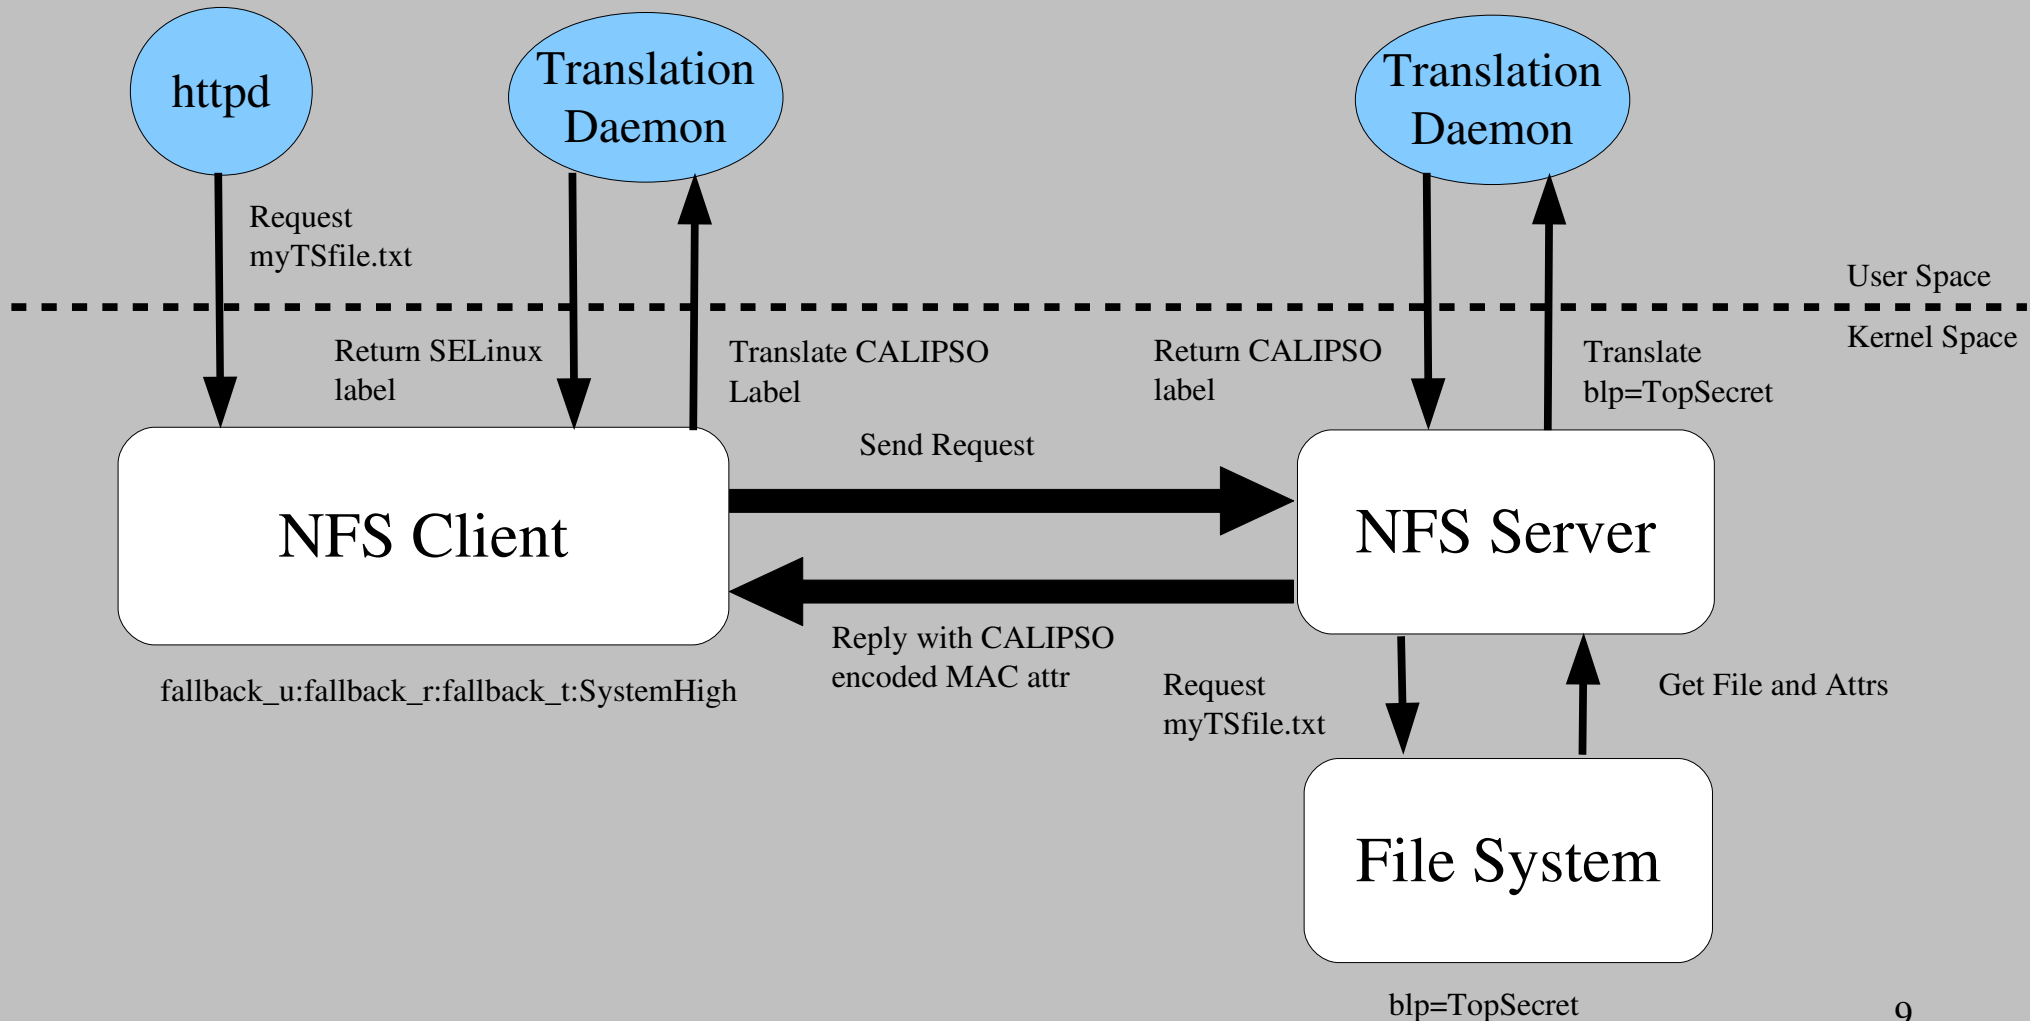 httpd
Translation
Daemon
Translation
Daemon
Request
myTSfile.txt
User Space
Kernel Space
Return SELinux
label
Translate CALIPSO
Label
Return CALIPSO
label
Translate
blp=TopSecret
Send Request
NFS Client
NFS Server
Reply with CALIPSO
encoded MAC attr
fallback_u:fallback_r:fallback_t:SystemHigh
Request
myTSfile.txt
Get File and Attrs
File System
blp=TopSecret
9